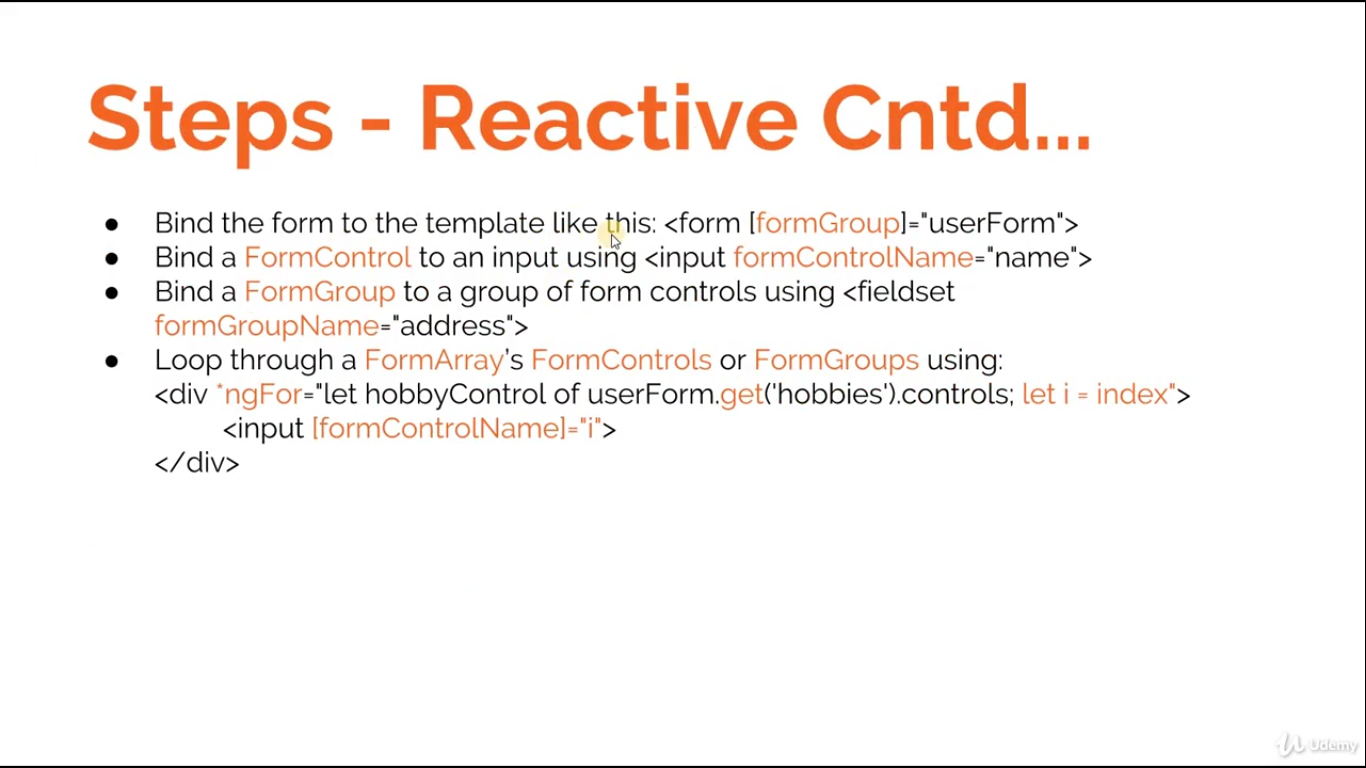 Steps - Reactive Cntd...
● Bind the form to the template like this: <form [formGroup]="userForm">
● Bind a FormControl to an input using <input formControlName="name">
● Bind a FormGroup to a group of form controls using <fieldset
formGroupName="address">
● Loop through a FormArray's FormControls or FormGroups using:
<div *ngFor="let hobbyControl of userForm.get('hobbies').controls; let i = index">
<input [formControlName]="i">
</div>
Udemy